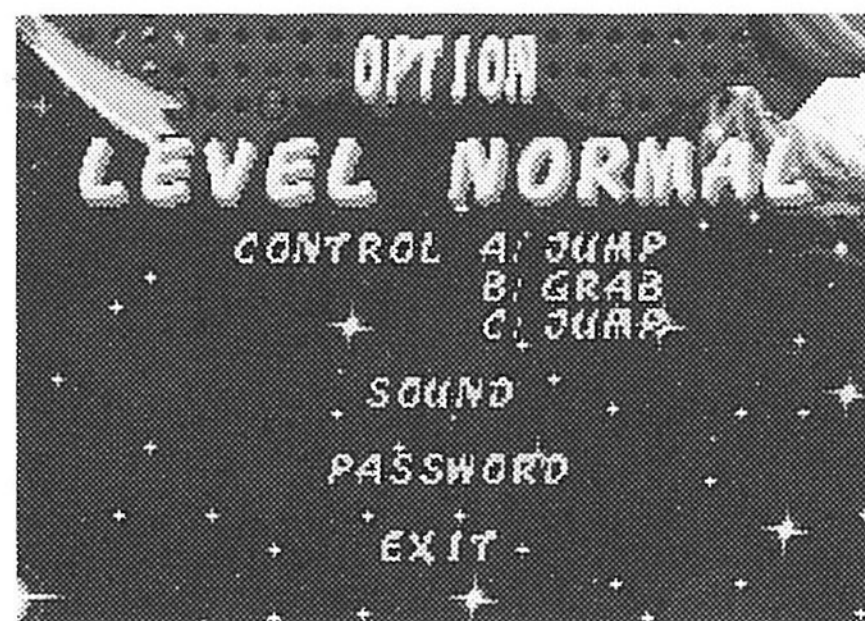 OPTION
LEVEL NORMAL
CONTROL A: JUMP
B: GRAB
C: JUMP
SOUND
PASSWORD
EXIT